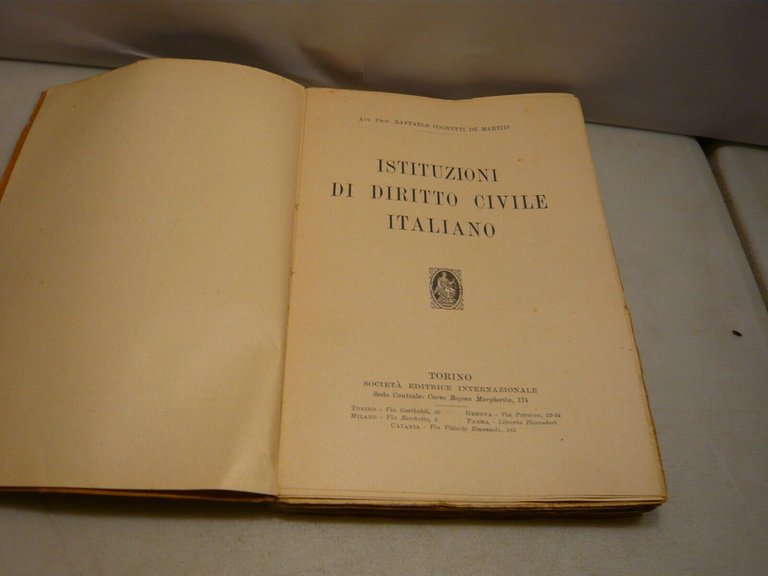 Avv. Prof. RAFFAELE COGNETTI DE MARTIIS
ISTITUZIONI
DI DIRITTO CIVILE
ITALIANO
TORINO
SOCIETÀ EDITRICE INTERNAZIONALE
Sede Centrale: Corso Regina Margherita, 174
TORINO - Via Garibaldi, 20 GENOVA - Via Petrarca, 22-24
MILANO - Via Bocchetto, 8 PARMA - Libreria Fiaccadori
CATANIA - Via Vittorio Emanuele, 135